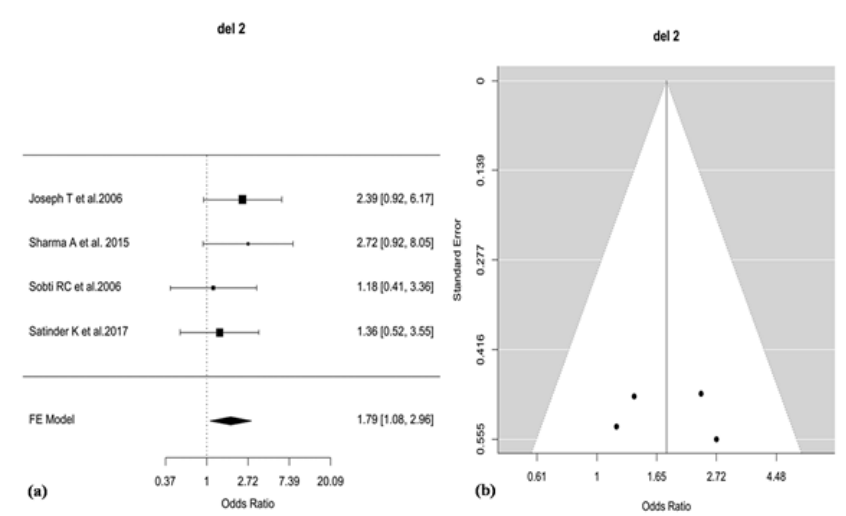 del 2
Joseph T et al.2006 2.39 [0.92, 6.17]
Sharma A et al. 2015 2.72 [0.92, 8.05]
Sobti RC et al.2006 1.18 [0.41, 3.36]
Satinder K et al.2017 1.36 [0.52, 3.55]
FE Model 1.79 [1.08, 2.96]
0.37 1 2.72 7.39 20.09
Odds Ratio
(a)
del 2
Standard Error
0
0.139
0.277
0.416
0.555
0.61 1 1.65 2.72 4.48
Odds Ratio
(b)